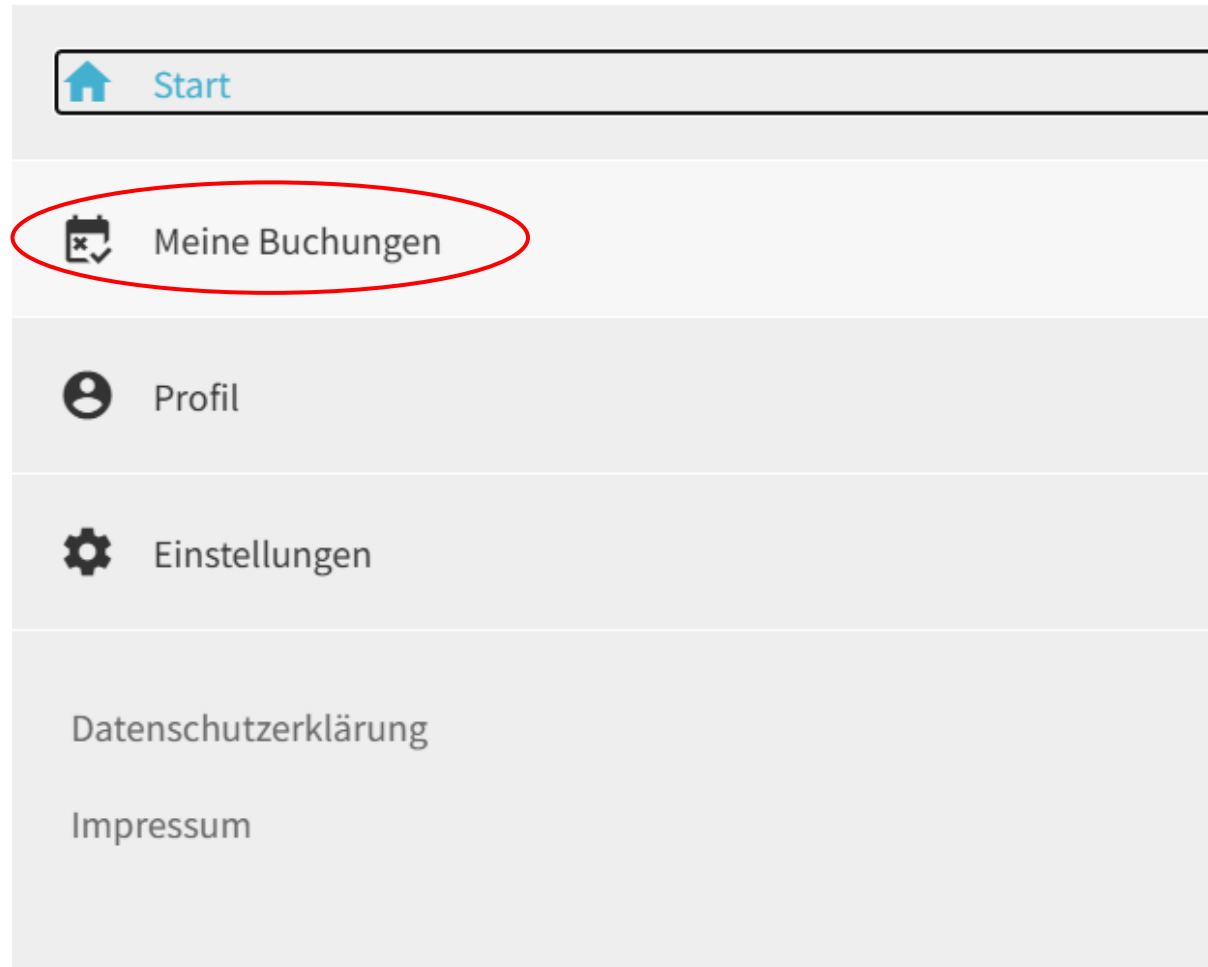 Start
Meine Buchungen
Profil
Einstellungen
Datenschutzerklärung
Impressum